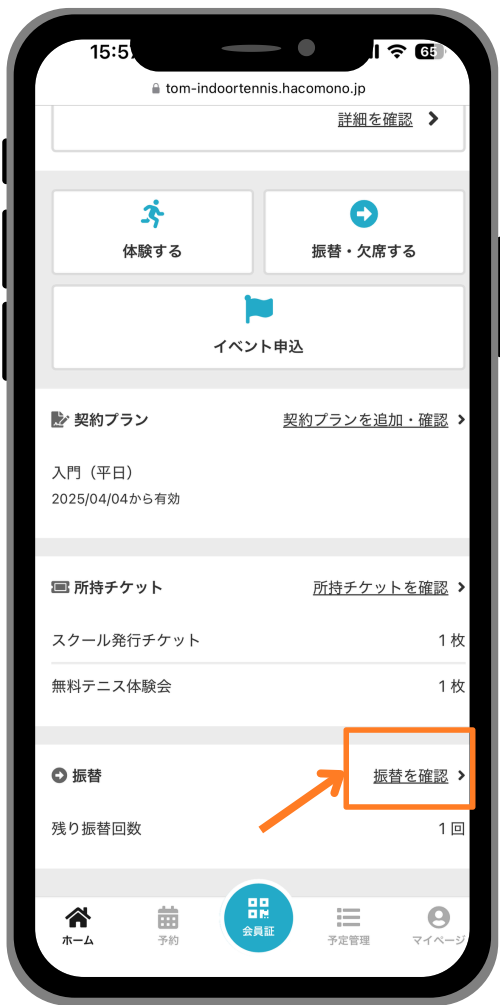 15:5
65
tom-indoortennis.hacomono.jp
詳細を確認
体験する
振替・欠席する
イベント申込
契約プラン
契約プランを追加・確認
入門（平日）
2025/04/04から有効
所持チケット
所持チケットを確認
スクール発行チケット
1 枚
無料テニス体験会
1 枚
振替
振替を確認
残り振替回数
1 回
ホーム
予約
会員証
予定管理
マイページ